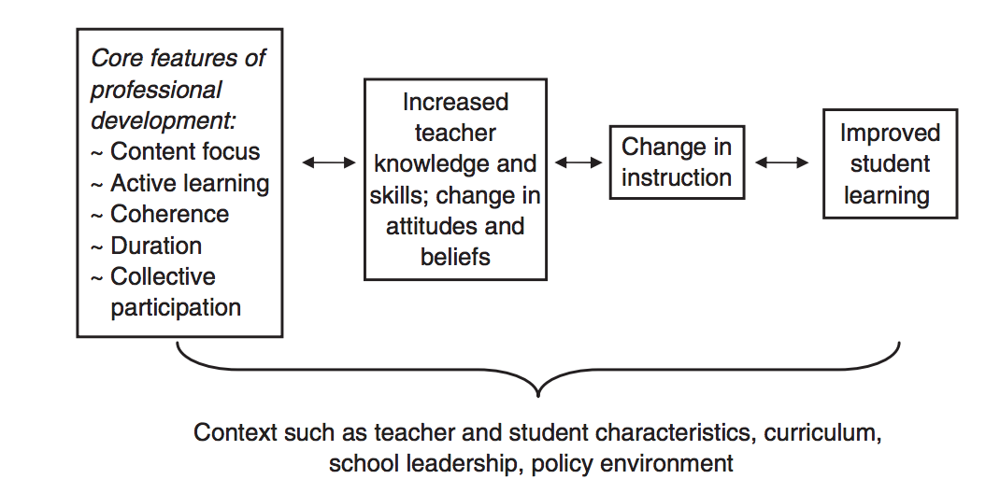 Core features of
professional
development:
~ Content focus
~ Active learning
~ Coherence
~ Duration
~ Collective
participation
Increased
teacher
knowledge and
skills; change in
attitudes and
beliefs
Change in
instruction
Improved
student
learning
Context such as teacher and student characteristics, curriculum,
school leadership, policy environment